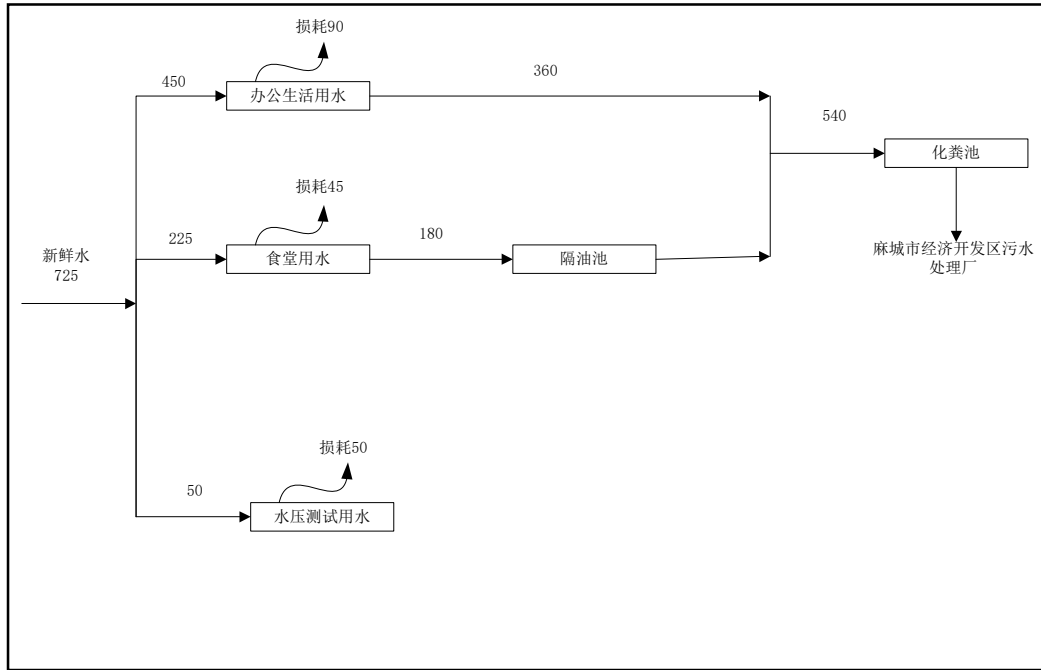 损耗90
450
办公生活用水
360
540
化粪池
损耗45
225
食堂用水
180
隔油池
麻城市经济开发区污水
处理厂
新鲜水
725
损耗50
50
水压测试用水